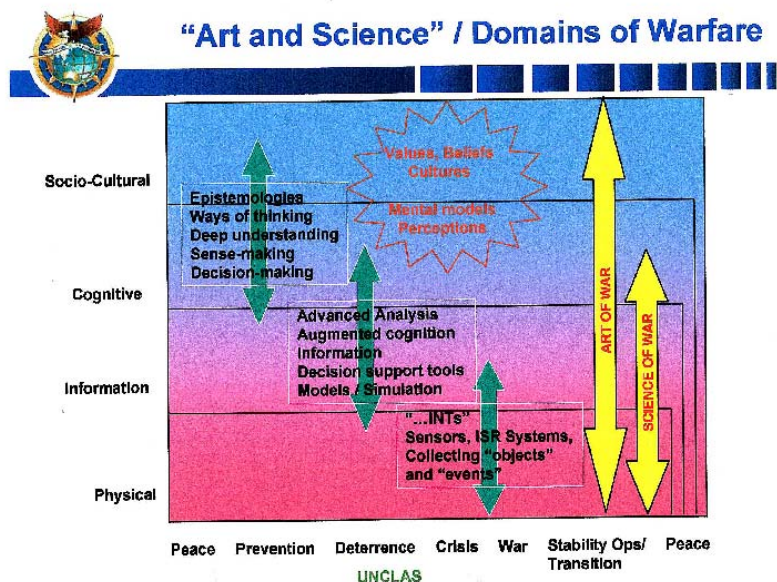 “Art and Science” / Domains of Warfare
Socio-Cultural
Cognitive
Information
Physical
Values, Beliefs
Cultures
Mental models
Perceptions
Epistemologies
Ways of thinking
Deep understanding
Sense-making
Decision-making
Advanced Analysis
Augmented cognition
Information
Decision support tools
Models / Simulation
“...INTs”
Sensors, ISR Systems,
Collecting “objects”
and “events”
ART OF WAR
SCIENCE OF WAR
Peace
Prevention
Deterrence
Crisis
War
Stability Ops/
Transition
Peace
UNCLAS